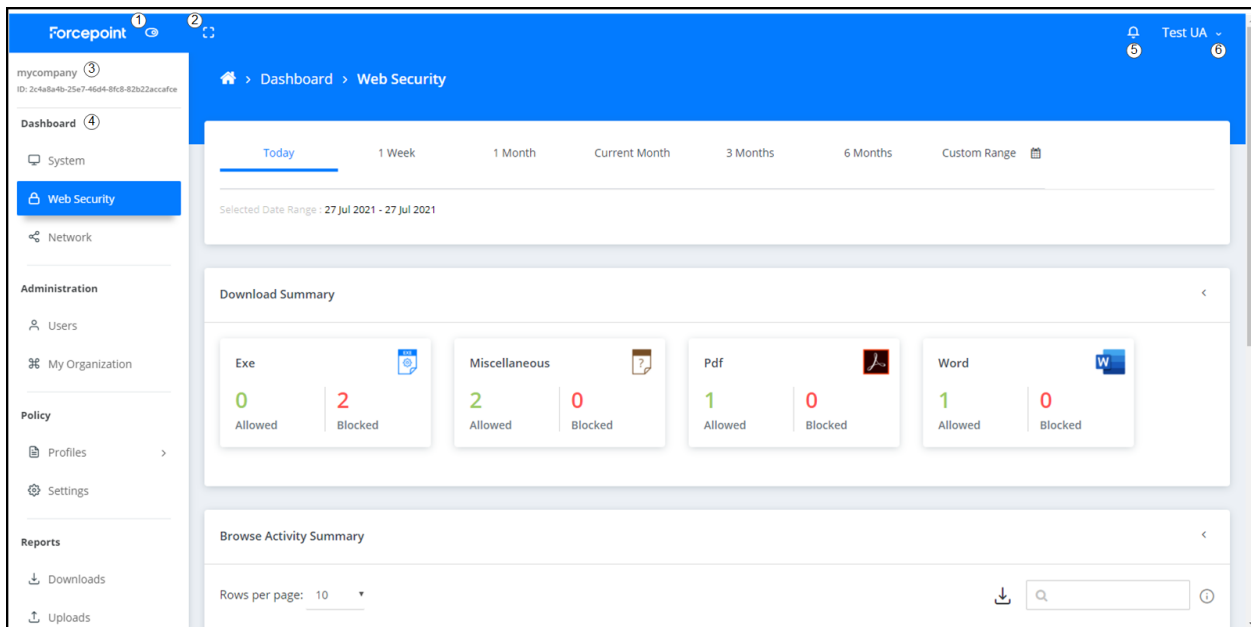 1 2
Forcepoint
Test UA
5 6
mycompany 3
ID: 2c4a8a4b-25e7-46d4-8fc8-82b22accafce
Dashboard > Web Security
Dashboard 4
System
Web Security
Network
Administration
Users
My Organization
Policy
Profiles
Settings
Reports
Downloads
Uploads
Today 1 Week 1 Month Current Month 3 Months 6 Months Custom Range
Selected Date Range : 27 Jul 2021 - 27 Jul 2021
Download Summary
Exe EXE Miscellaneous ? Pdf Word W
0 2 2 0 1 0 1 0
Allowed Blocked Allowed Blocked Allowed Blocked Allowed Blocked
Browse Activity Summary
Rows per page: 10